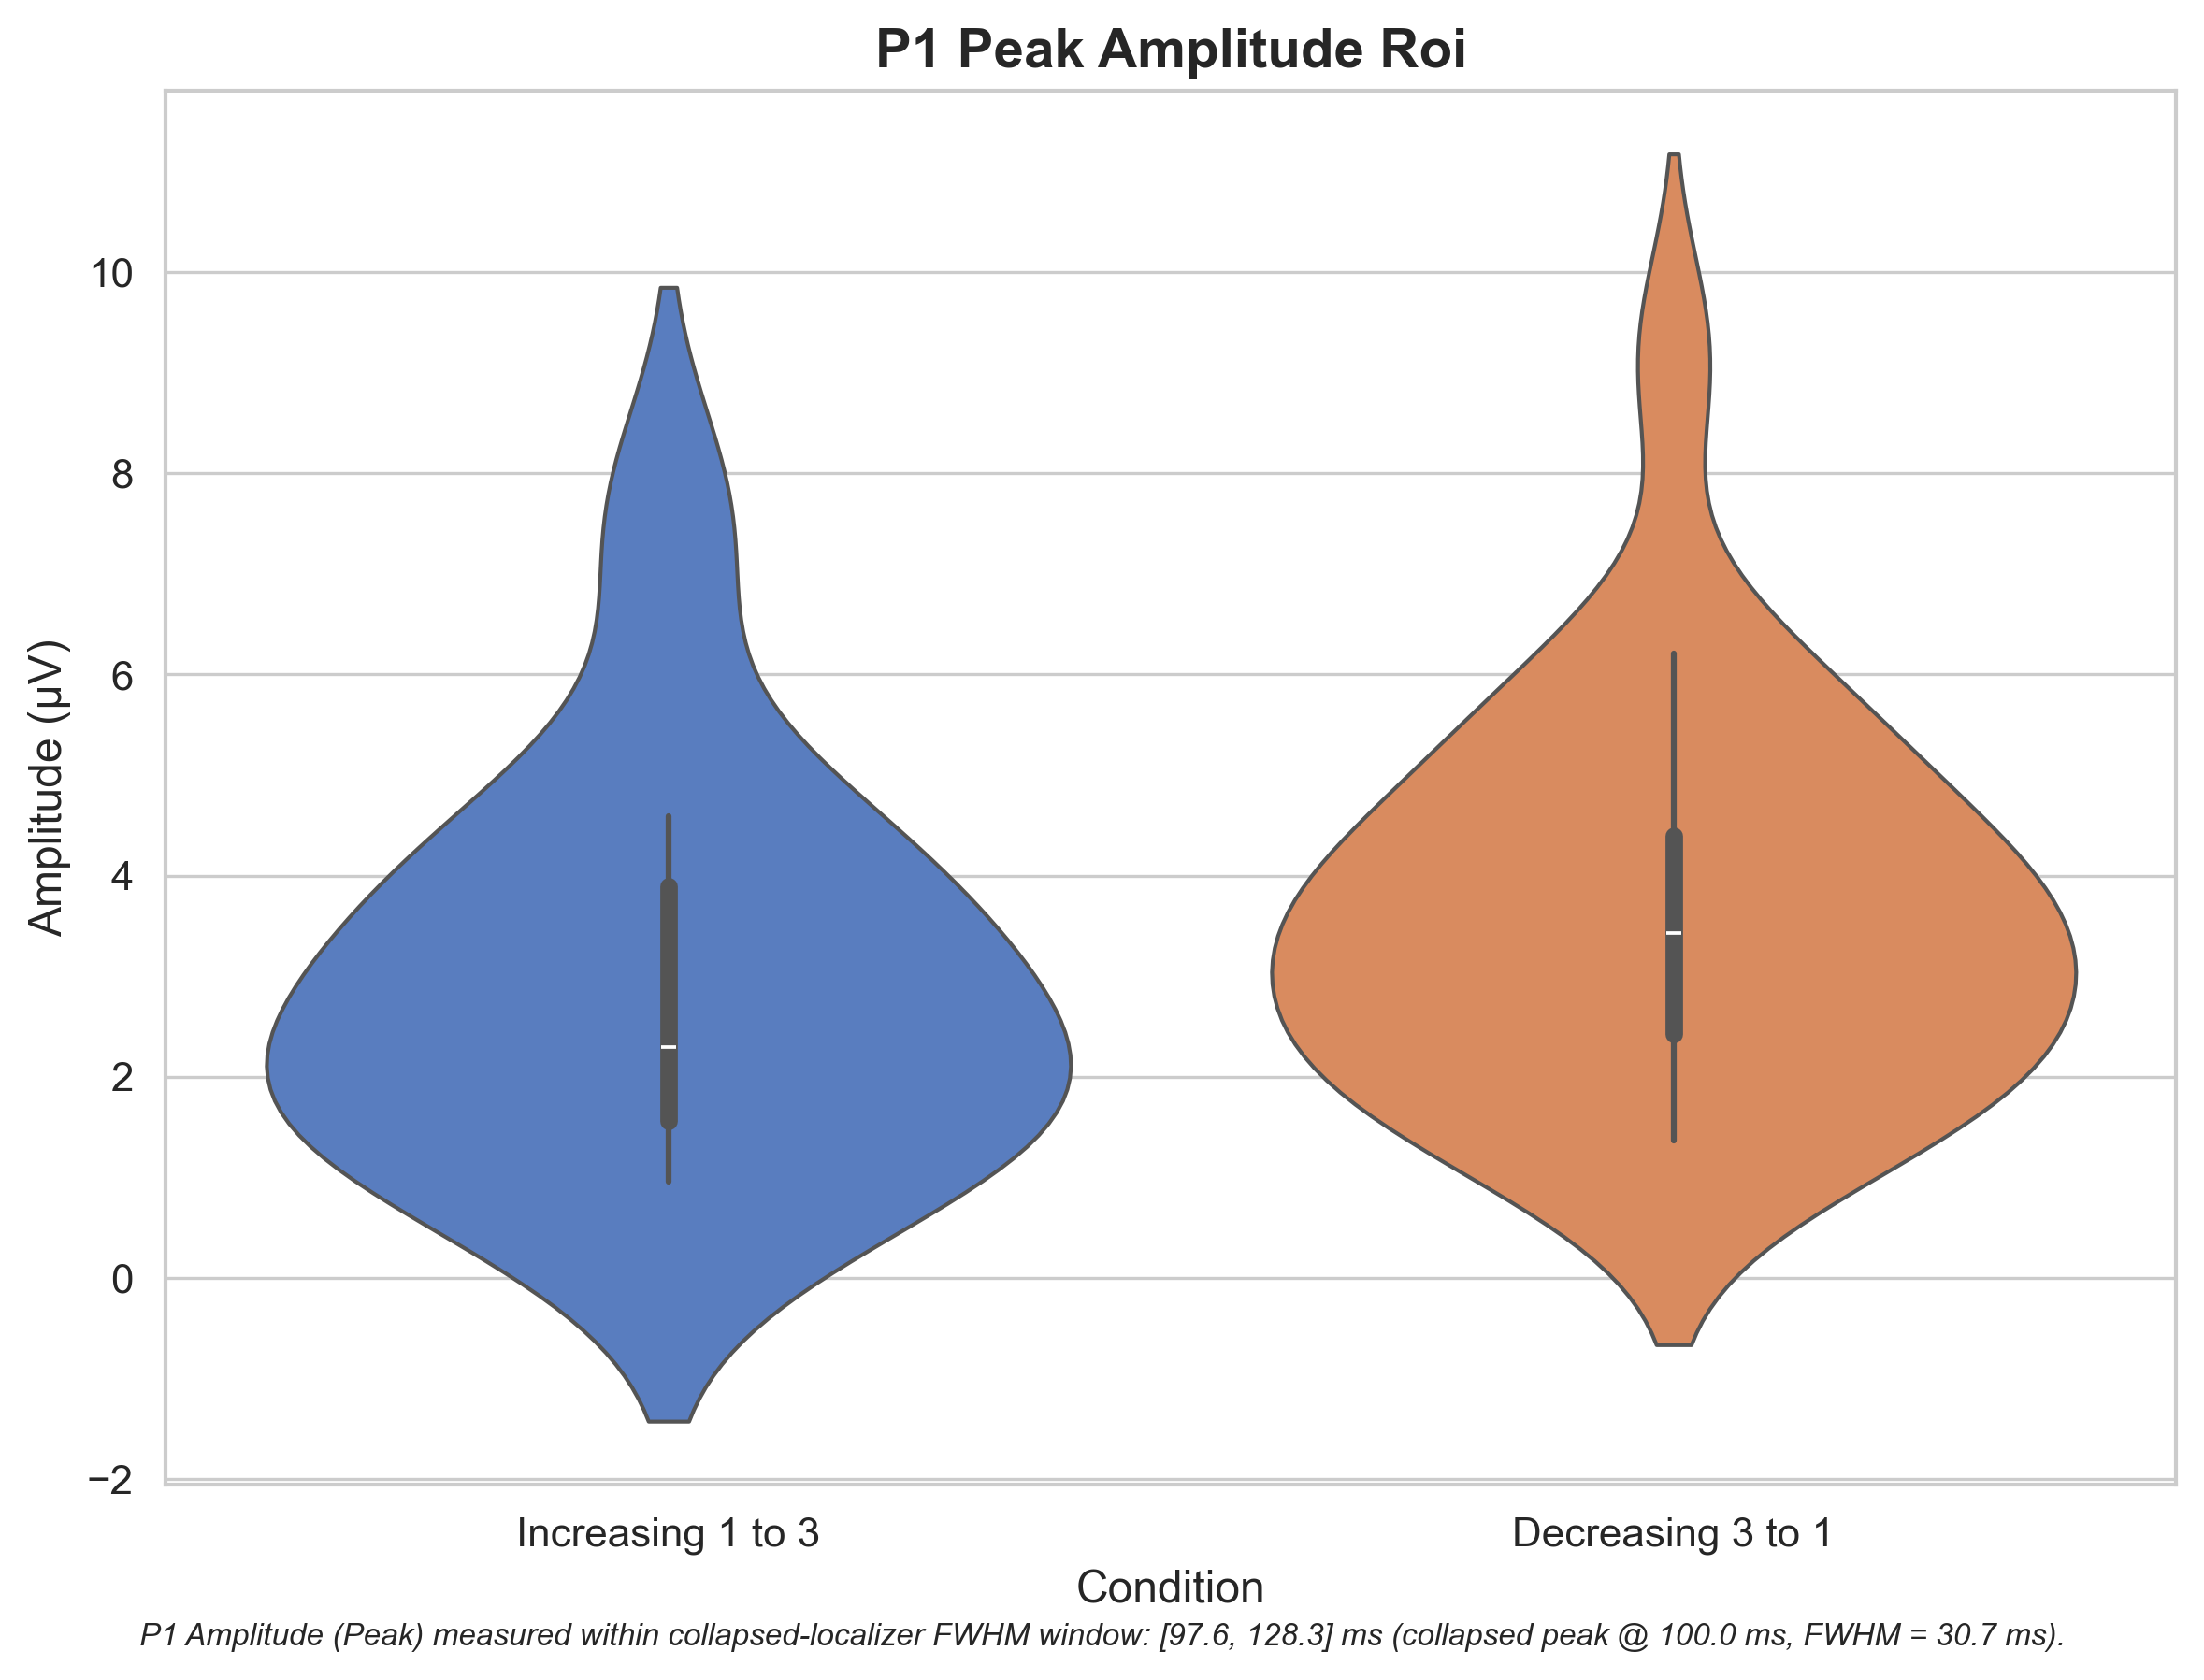 P1 Peak Amplitude Roi
Amplitude (µV)
10
8
6
4
2
0
−2
Increasing 1 to 3
Decreasing 3 to 1
Condition
P1 Amplitude (Peak) measured within collapsed-localizer FWHM window: [97.6, 128.3] ms (collapsed peak @ 100.0 ms, FWHM = 30.7 ms).